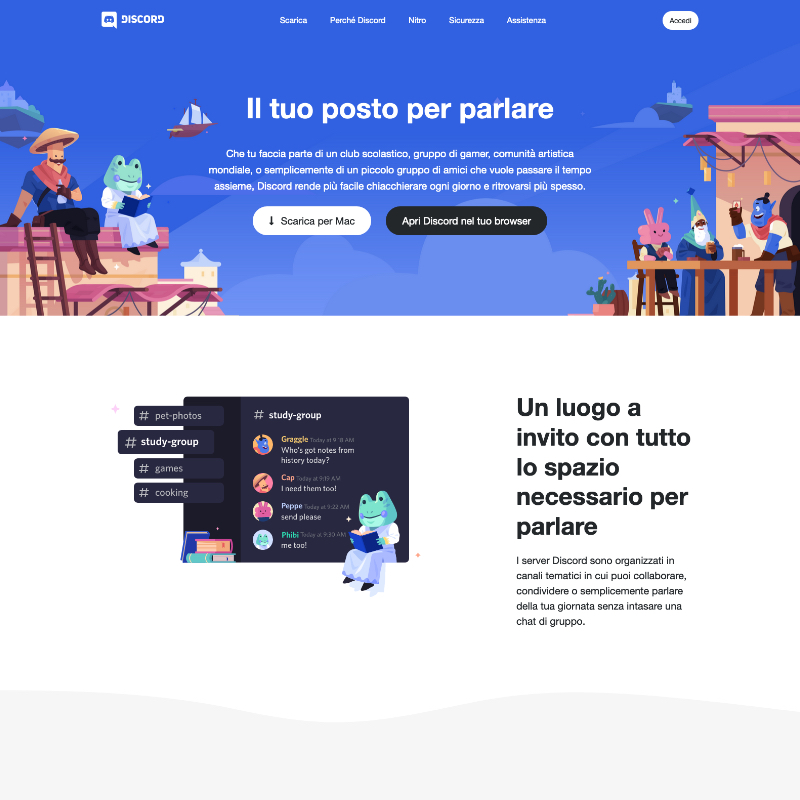 DISCORD
Scarica
Perché Discord
Nitro
Sicurezza
Assistenza
Accedi
Il tuo posto per parlare
Che tu faccia parte di un club scolastico, gruppo di gamer, comunità artistica
mondiale, o semplicemente di un piccolo gruppo di amici che vuole passare il tempo
assieme, Discord rende più facile chiacchierare ogni giorno e ritrovarsi più spesso.
Scarica per Mac
Apri Discord nel tuo browser
# pet-photos
# study-group
# games
# cooking
# study-group
Graggle Today at 9:18 AM
Who's got notes from
history today?
Cap Today at 9:19 AM
I need them too!
Peppe Today at 9:22 AM
send please
Phibi Today at 9:30 AM
me too!
Un luogo a
invito con tutto
lo spazio
necessario per
parlare
I server Discord sono organizzati in
canali tematici in cui puoi collaborare,
condividere o semplicemente parlare
della tua giornata senza intasare una
chat di gruppo.